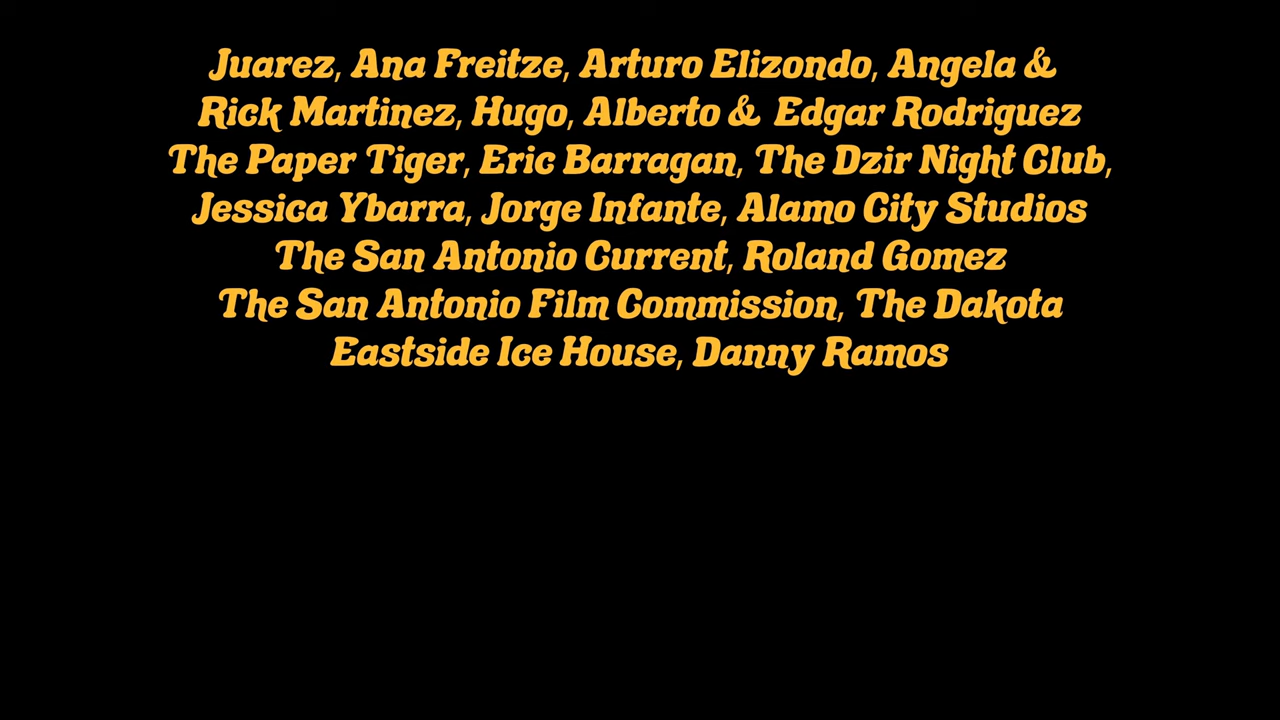 Juarez, Ana Freitze, Arturo Elizondo, Angela &
Rick Martinez, Hugo, Alberto & Edgar Rodriguez
The Paper Tiger, Eric Barragan, The Dzir Night Club,
Jessica Ybarra, Jorge Infante, Alamo City Studios
The San Antonio Current, Roland Gomez
The San Antonio Film Commission, The Dakota
Eastside Ice House, Danny Ramos